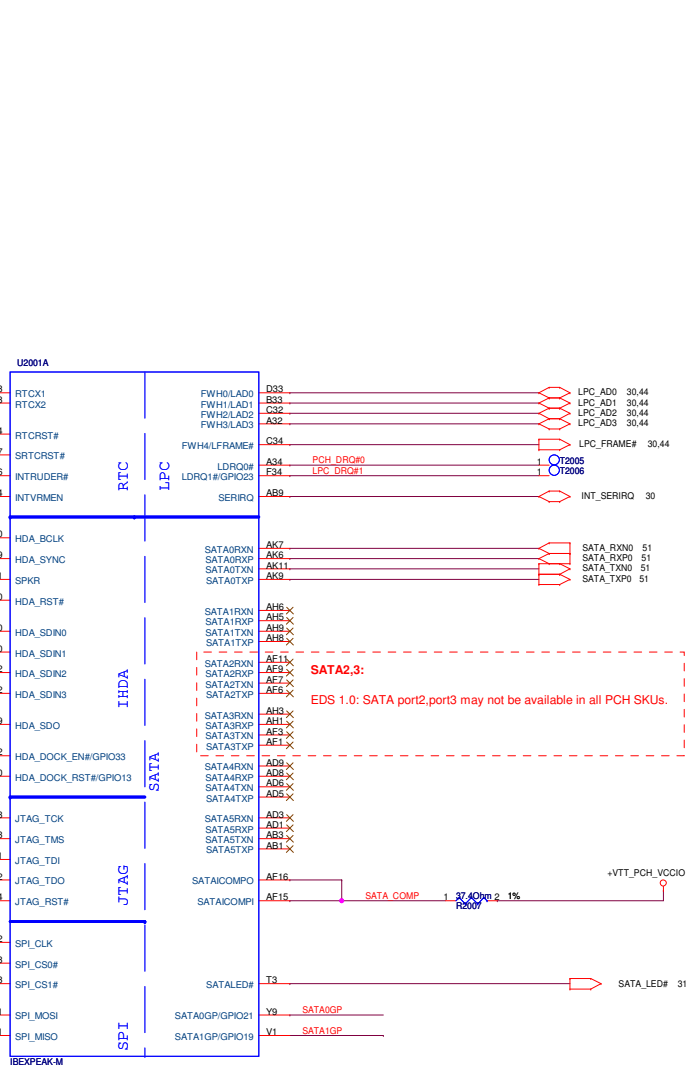 U2001A
RTCX1
RTCX2
RTCRST#
SRTCRST#
INTRUDER#
INTVRMEN
RTC
LPC
FWH0/LAD0 D33 LPC_AD0 30,44
FWH1/LAD1 B33 LPC_AD1 30,44
FWH2/LAD2 C32 LPC_AD2 30,44
FWH3/LAD3 A32 LPC_AD3 30,44
FWH4/LFRAME# C34 LPC_FRAME# 30,44
LDRQ0# A34 PCH_DRQ#0 1 T2005
LDRQ1#/GPIO23 F34 LPC_DRQ#1 1 T2006
SERIRQ AB9 INT_SERIRQ 30
HDA_BCLK
HDA_SYNC
SPKR
HDA_RST#
HDA_SDIN0
HDA_SDIN1
HDA_SDIN2
HDA_SDIN3
HDA_SDO
HDA_DOCK_EN#/GPIO33
HDA_DOCK_RST#/GPIO13
IHDA
SATA
SATA0RXN AK7 SATA_RXN0 51
SATA0RXP AK6 SATA_RXP0 51
SATA0TXN AK11 SATA_TXN0 51
SATA0TXP AK9 SATA_TXP0 51
SATA1RXN AH6
SATA1RXP AH5
SATA1TXN AH9
SATA1TXP AH8
SATA2RXN AF11
SATA2RXP AF9
SATA2TXN AF7
SATA2TXP AF6
SATA2,3:
EDS 1.0: SATA port2,port3 may not be available in all PCH SKUs.
SATA3RXN AH3
SATA3RXP AH1
SATA3TXN AF3
SATA3TXP AF1
SATA4RXN AD9
SATA4RXP AD8
SATA4TXN AD6
SATA4TXP AD5
SATA5RXN AD3
SATA5RXP AD1
SATA5TXN AB3
SATA5TXP AB1
JTAG_TCK
JTAG_TMS
JTAG_TDI
JTAG_TDO
JTAG_RST#
JTAG
SATAICOMPO AF16
SATAICOMPI AF15 SATA_COMP 1 37.4Ohm 2 1%
R2007
+VTT_PCH_VCCIO
SPI_CLK
SPI_CS0#
SPI_CS1#
SPI_MOSI
SPI_MISO
SPI
SATALED# T3 SATA_LED# 31
SATA0GP/GPIO21 Y9 SATA0GP
SATA1GP/GPIO19 V1 SATA1GP
IBEXPEAK-M